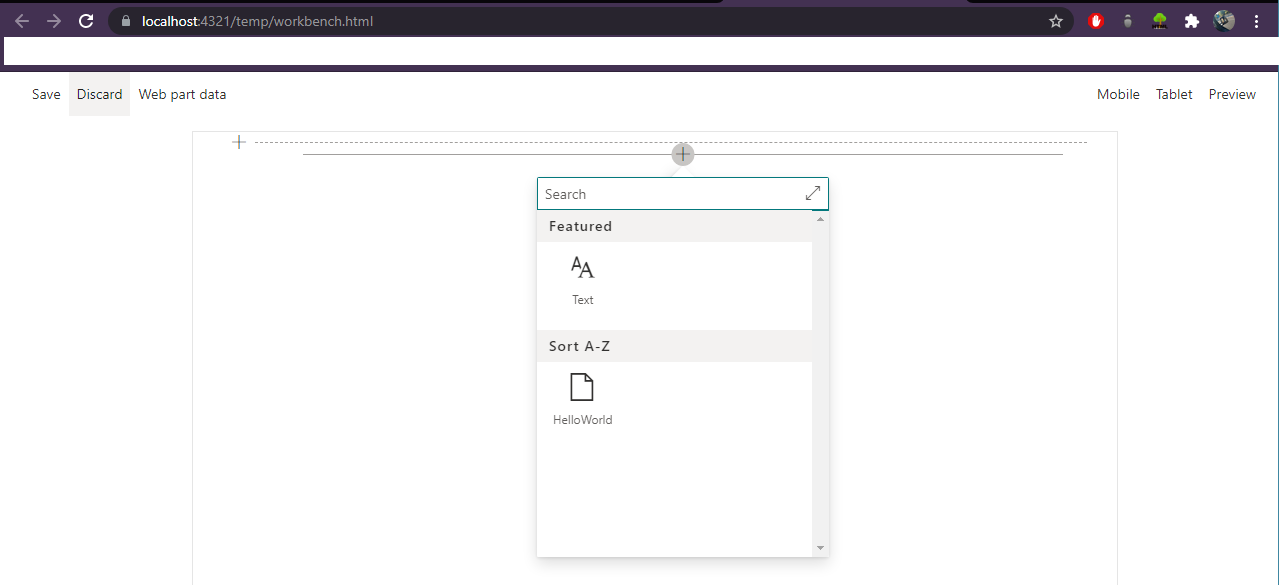 localhost:4321/temp/workbench.html
Save Discard Web part data Mobile Tablet Preview
Search
Featured
Text
Sort A-Z
HelloWorld